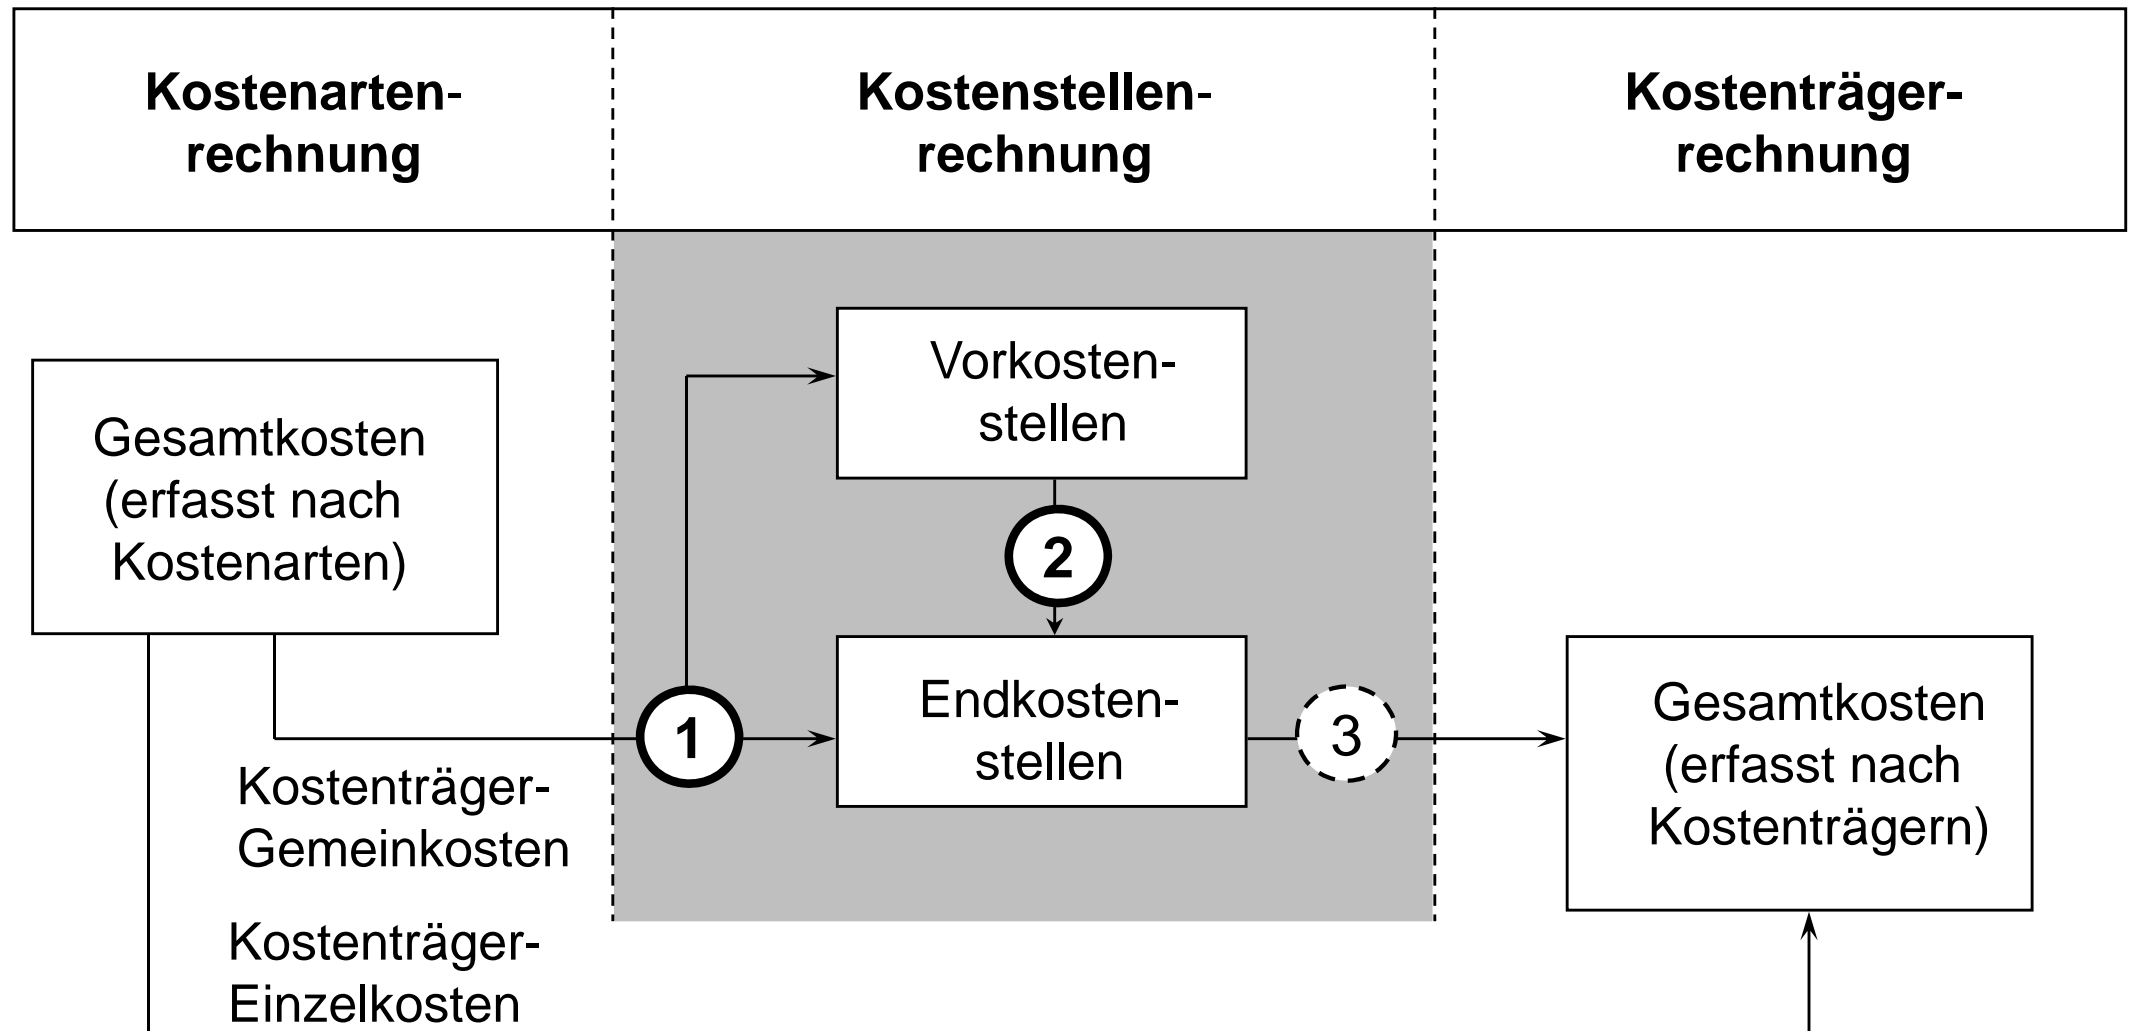 Kostenarten-
rechnung
Kostenstellen-
rechnung
Kostenträger-
rechnung
Vorkosten-
stellen
Gesamtkosten
(erfasst nach
Kostenarten)
2
1
Endkosten-
stellen
3
Gesamtkosten
(erfasst nach
Kostenträgern)
Kostenträger-
Gemeinkosten
Kostenträger-
Einzelkosten